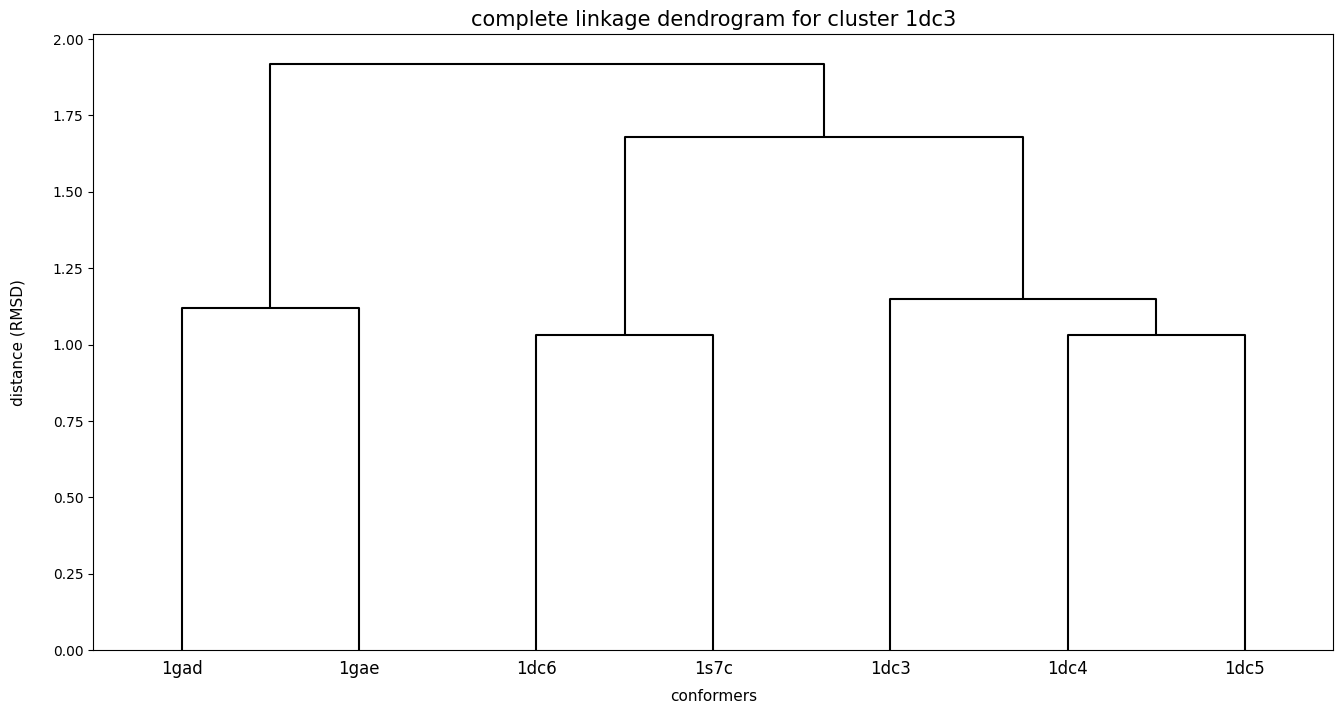 complete linkage dendrogram for cluster 1dc3
2.00
1.75
1.50
1.25
1.00
0.75
0.50
0.25
0.00
distance (RMSD)
1gad 1gae 1dc6 1s7c 1dc3 1dc4 1dc5
conformers